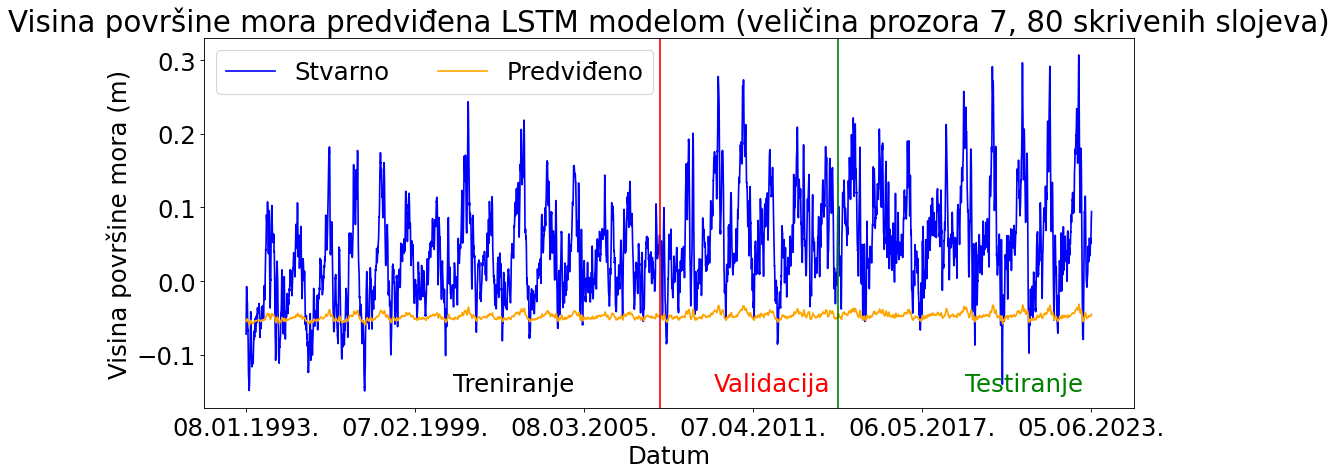 Visina površine mora predviđena LSTM modelom (veličina prozora 7, 80 skrivenih slojeva)
Stvarno Predviđeno
Visina površine mora (m)
0.3
0.2
0.1
0.0
−0.1
Treniranje Validacija Testiranje
08.01.1993. 07.02.1999. 08.03.2005. 07.04.2011. 06.05.2017. 05.06.2023.
Datum